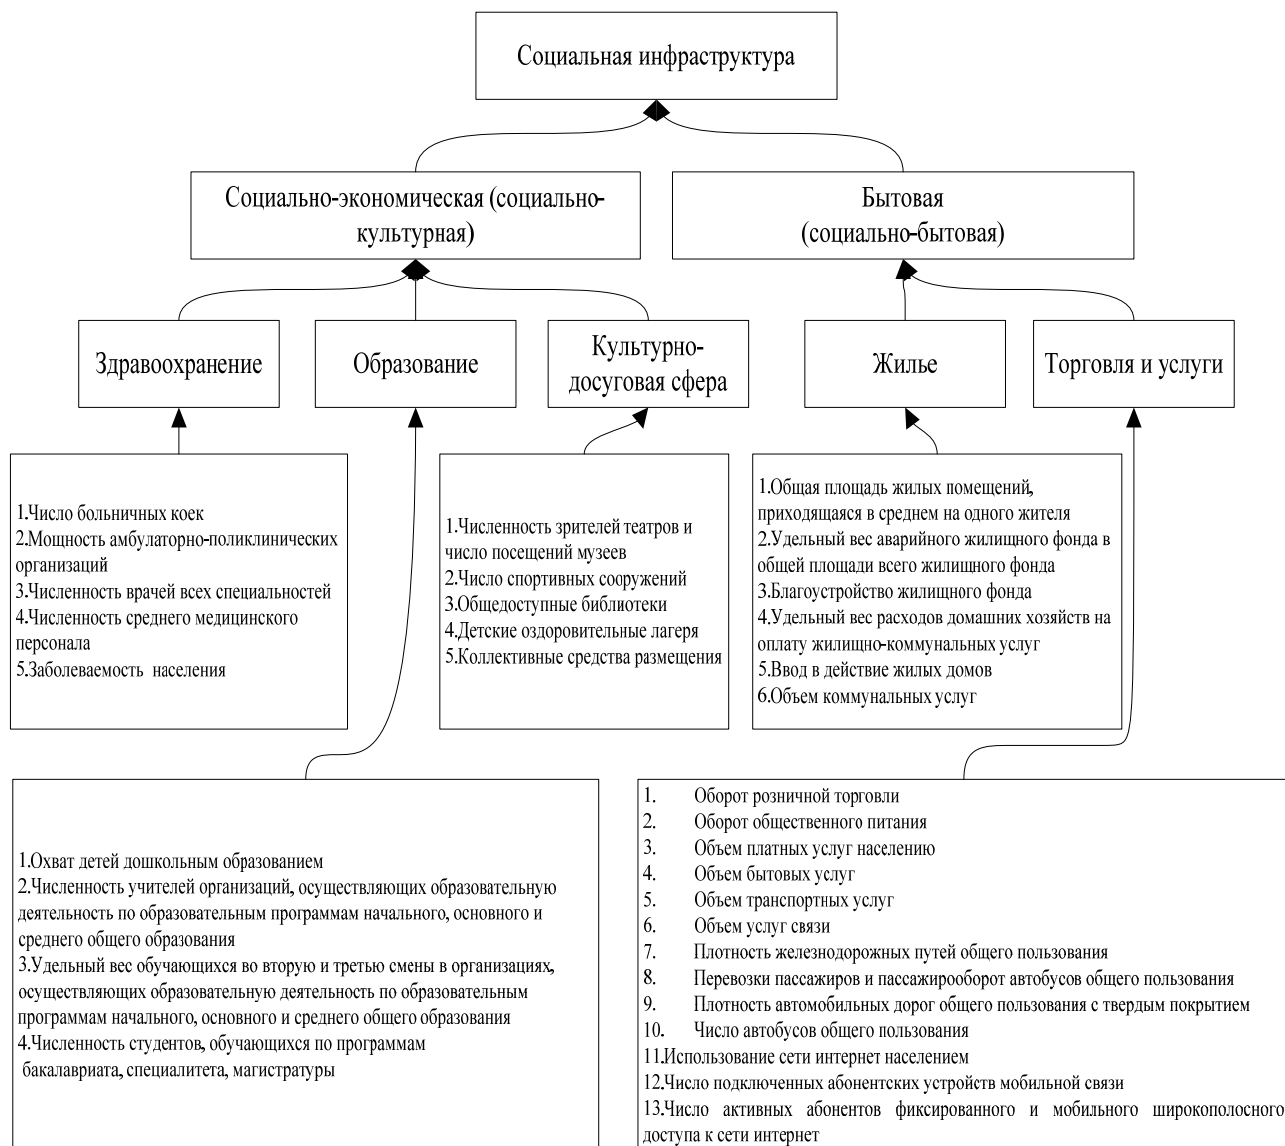 Социальная инфраструктура
Социально-экономическая (социально-
культурная)
Бытовая
(социально-бытовая)
Здравоохранение
Образование
Культурно-
досуговая сфера
Жилье
Торговля и услуги
1.Число больничных коек
2.Мощность амбулаторно-поликлинических
организаций
3.Численность врачей всех специальностей
4.Численность среднего медицинского
персонала
5.Заболеваемость населения
1.Численность зрителей театров и
число посещений музеев
2.Число спортивных сооружений
3.Общедоступные библиотеки
4.Детские оздоровительные лагеря
5.Коллективные средства размещения
1.Общая площадь жилых помещений,
приходящаяся в среднем на одного жителя
2.Удельный вес аварийного жилищного фонда в
общей площади всего жилищного фонда
3.Благоустройство жилищного фонда
4.Удельный вес расходов домашних хозяйств на
оплату жилищно-коммунальных услуг
5.Ввод в действие жилых домов
6.Объем коммунальных услуг
1.Охват детей дошкольным образованием
2.Численность учителей организаций, осуществляющих образовательную
деятельность по образовательным программам начального, основного и
среднего общего образования
3.Удельный вес обучающихся во вторую и третью смены в организациях,
осуществляющих образовательную деятельность по образовательным
программам начального, основного и среднего общего образования
4.Численность студентов, обучающихся по программам
бакалавриата, специалитета, магистратуры
1. Оборот розничной торговли
2. Оборот общественного питания
3. Объем платных услуг населению
4. Объем бытовых услуг
5. Объем транспортных услуг
6. Объем услуг связи
7. Плотность железнодорожных путей общего пользования
8. Перевозки пассажиров и пассажирооборот автобусов общего пользования
9. Плотность автомобильных дорог общего пользования с твердым покрытием
10. Число автобусов общего пользования
11.Использование сети интернет населением
12.Число подключенных абонентских устройств мобильной связи
13.Число активных абонентов фиксированного и мобильного широкополосного
доступа к сети интернет